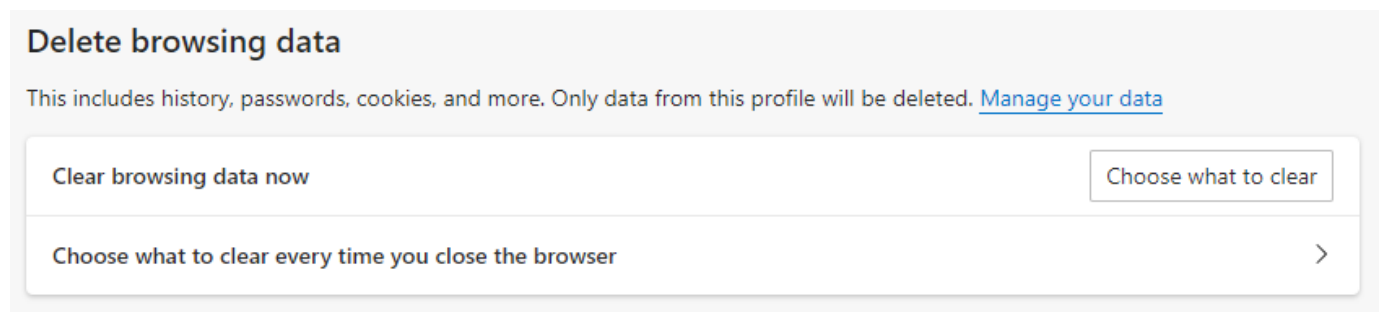 Delete browsing data
This includes history, passwords, cookies, and more. Only data from this profile will be deleted. Manage your data
Clear browsing data now
Choose what to clear
Choose what to clear every time you close the browser